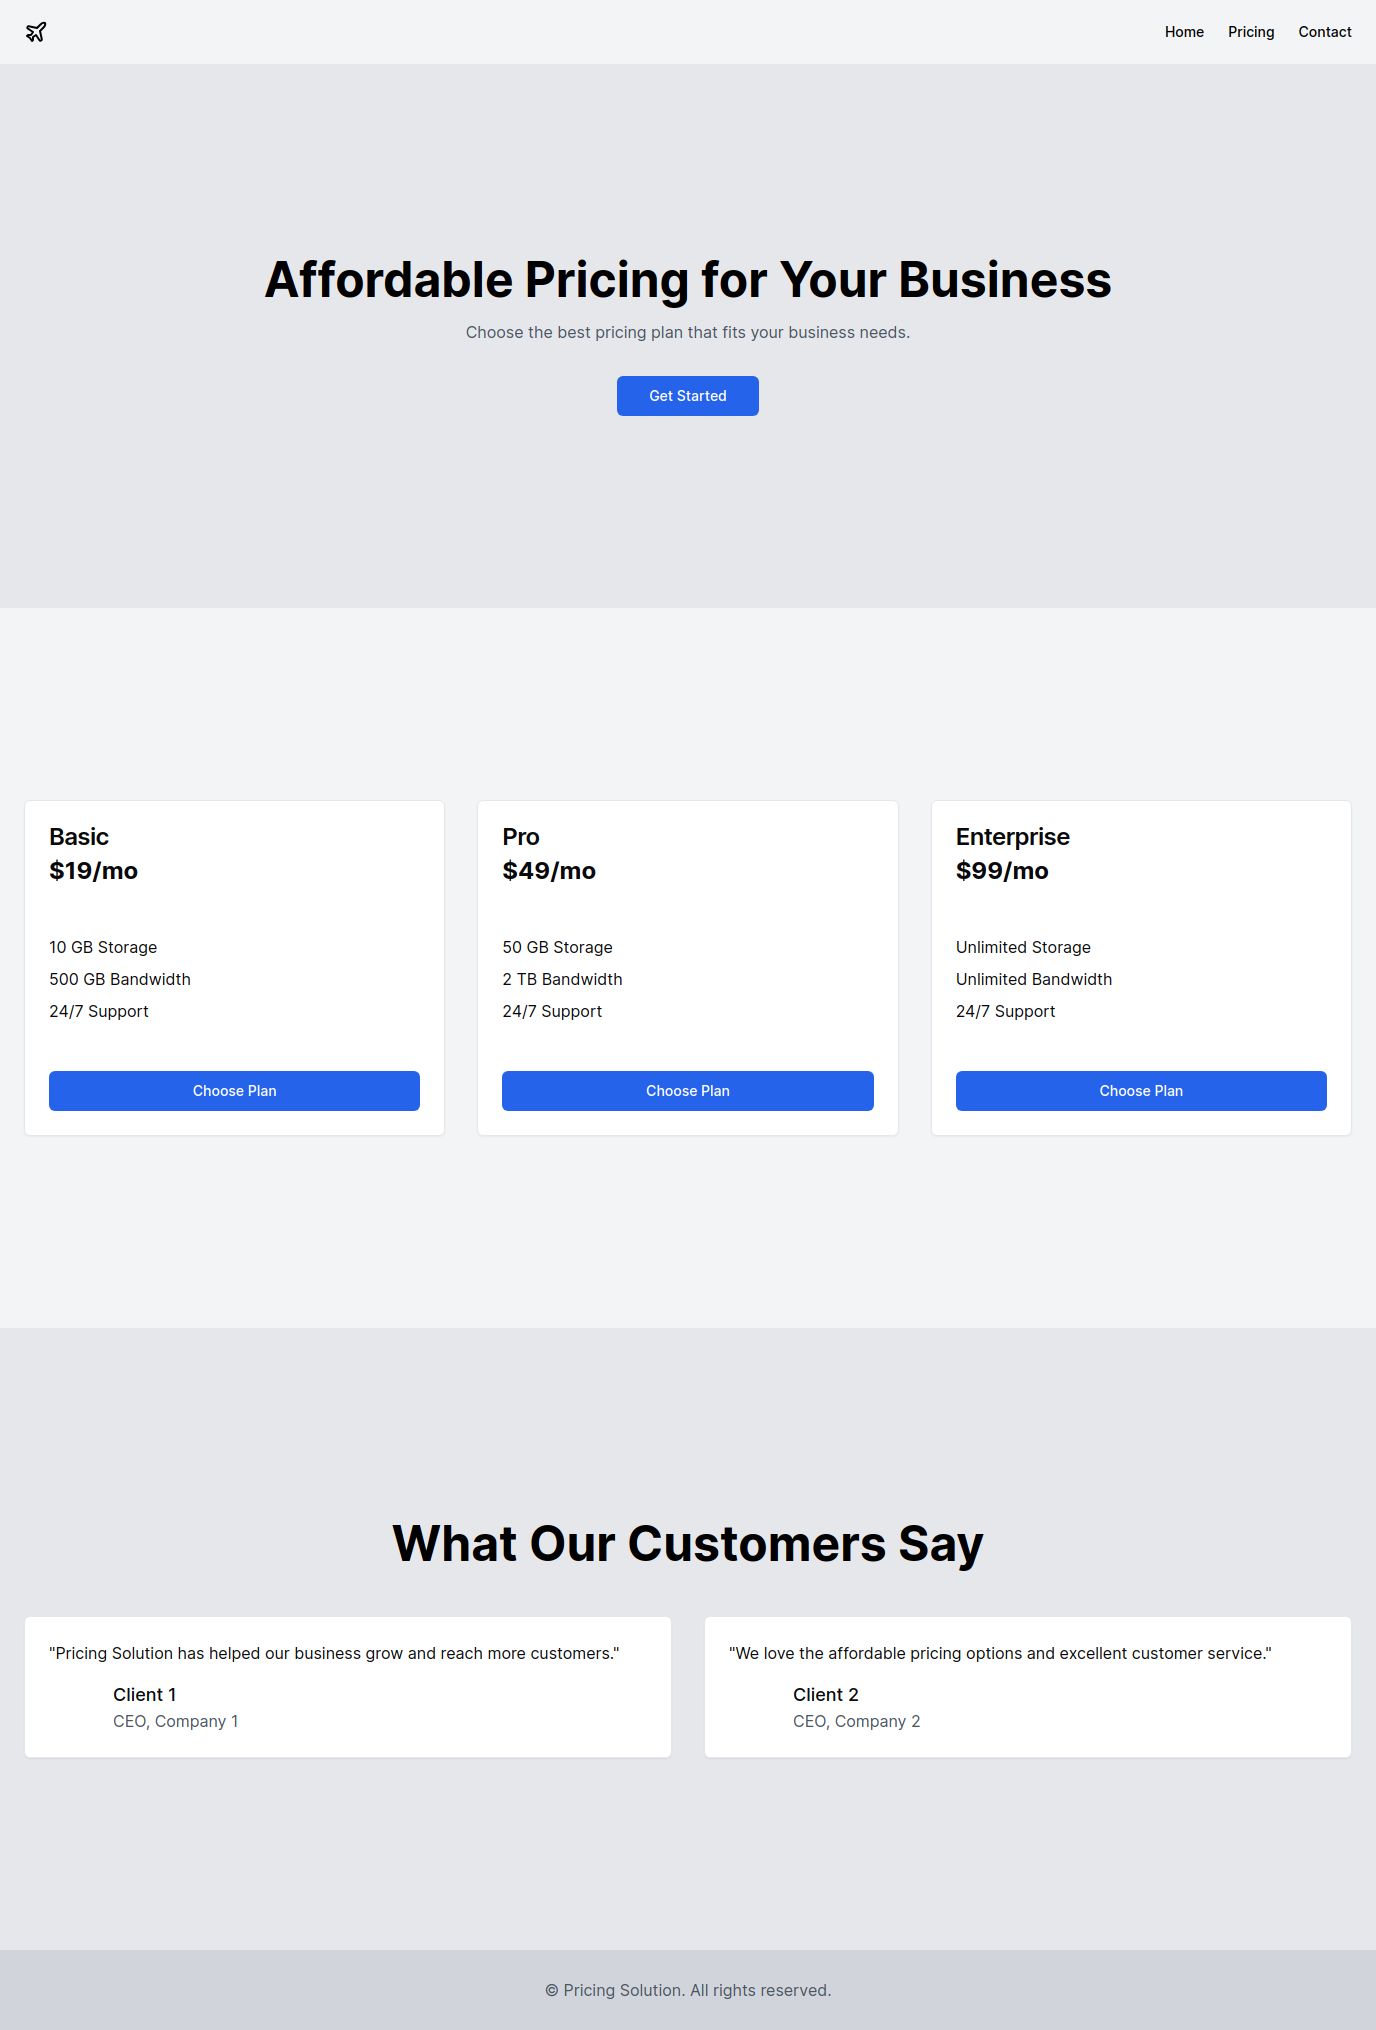 Home Pricing Contact
Affordable Pricing for Your Business
Choose the best pricing plan that fits your business needs.
Get Started
Basic
$19/mo
10 GB Storage
500 GB Bandwidth
24/7 Support
Choose Plan
Pro
$49/mo
50 GB Storage
2 TB Bandwidth
24/7 Support
Choose Plan
Enterprise
$99/mo
Unlimited Storage
Unlimited Bandwidth
24/7 Support
Choose Plan
What Our Customers Say
"Pricing Solution has helped our business grow and reach more customers."
Client 1
CEO, Company 1
"We love the affordable pricing options and excellent customer service."
Client 2
CEO, Company 2
© Pricing Solution. All rights reserved.